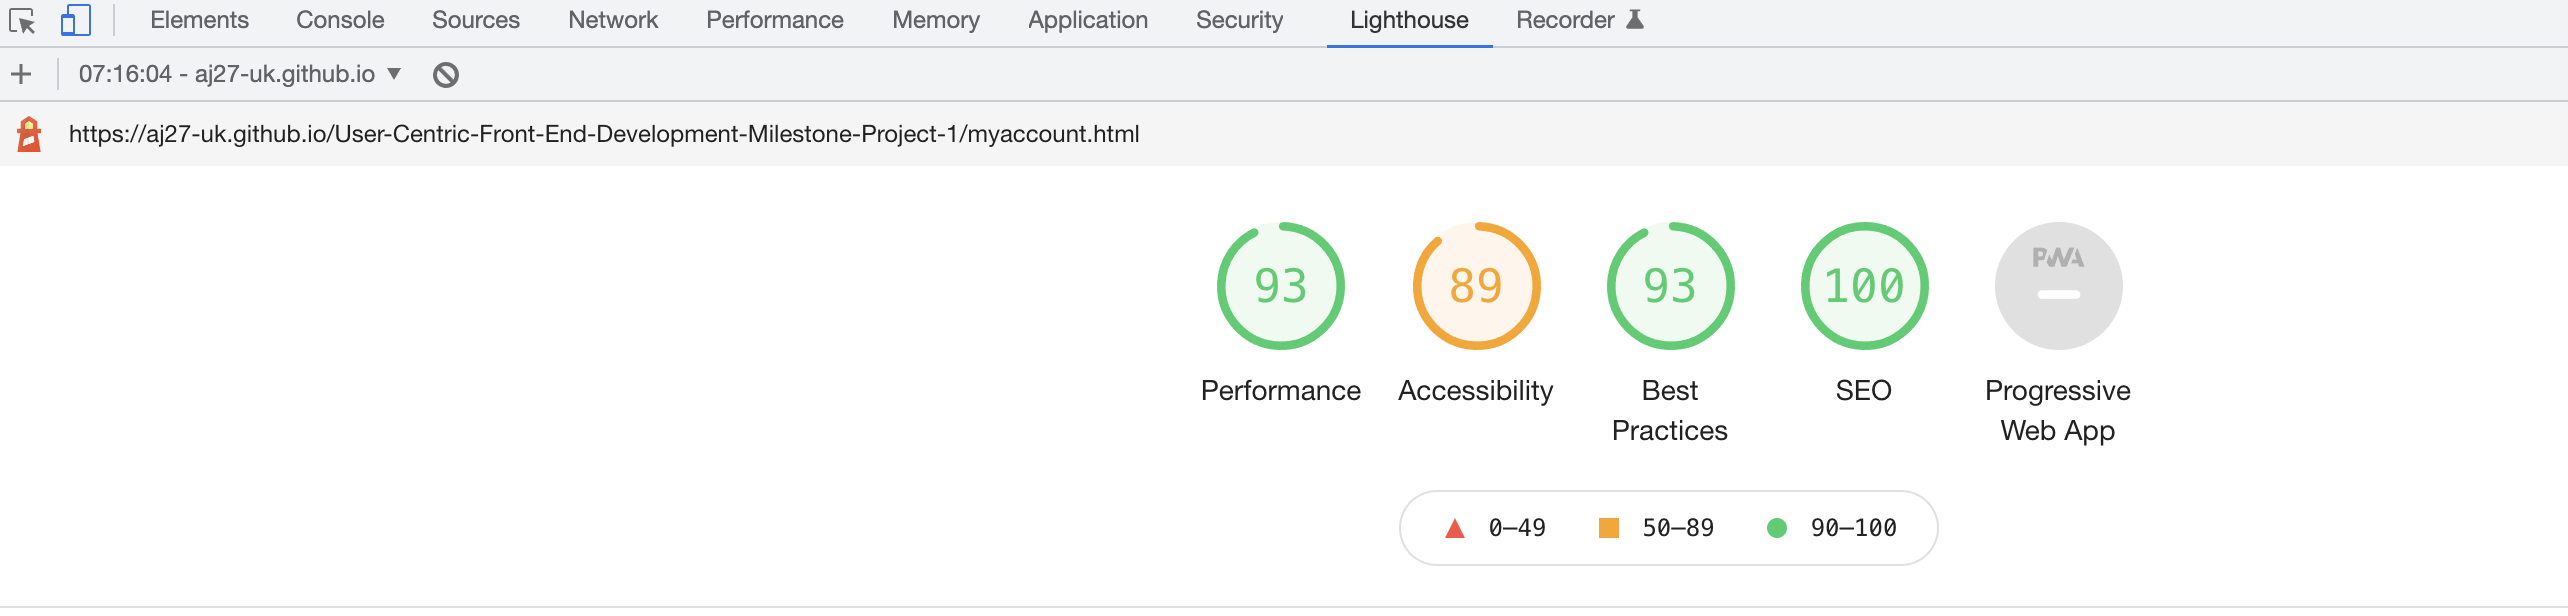 Elements Console Sources Network Performance Memory Application Security Lighthouse Recorder
07:16:04 - aj27-uk.github.io
https://aj27-uk.github.io/User-Centric-Front-End-Development-Milestone-Project-1/myaccount.html
93 89 93 100 PWA
Performance Accessibility Best Practices SEO Progressive Web App
0–49 50–89 90–100